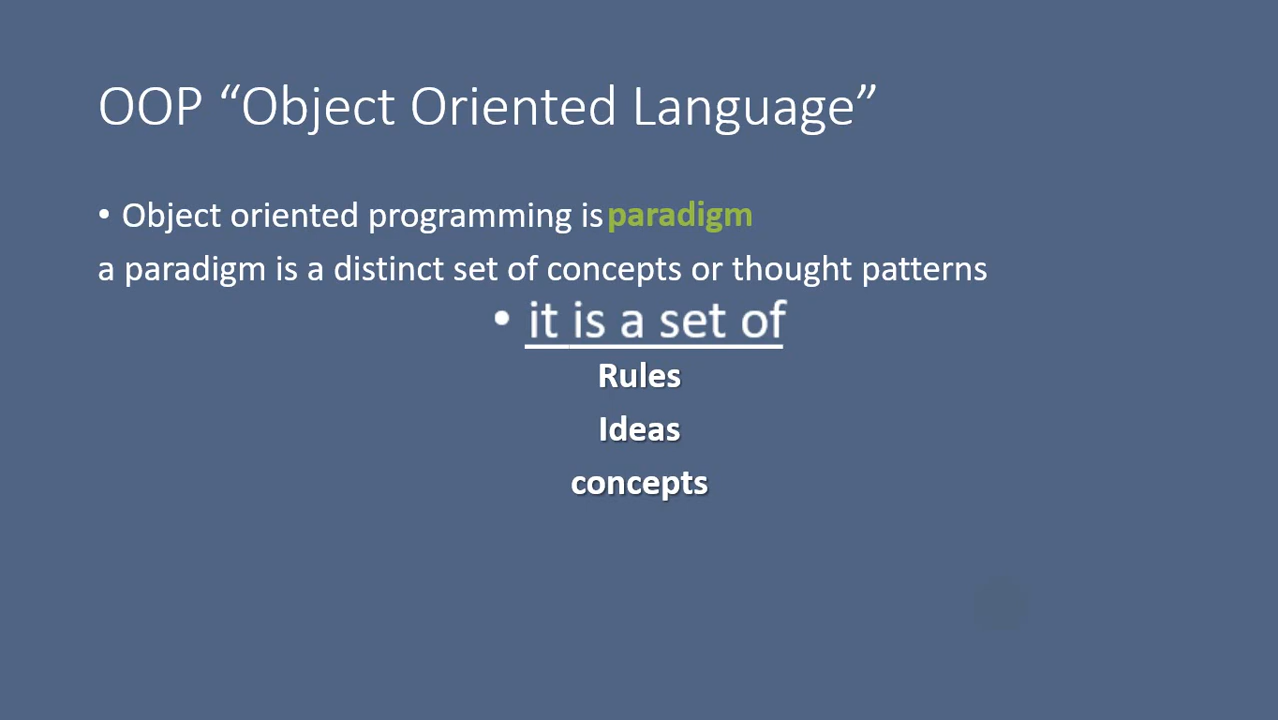 OOP “Object Oriented Language”
• Object oriented programming is paradigm
a paradigm is a distinct set of concepts or thought patterns
• it is a set of
Rules
Ideas
concepts